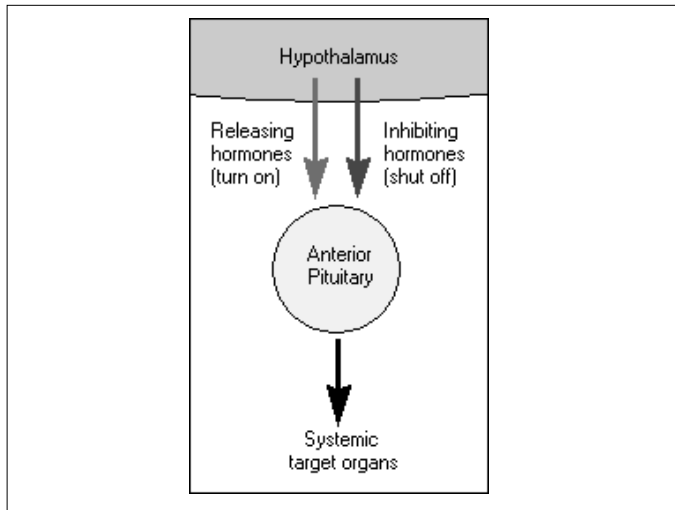 Hypothalamus
Releasing
hormones
(turn on)
Inhibiting
hormones
(shut off)
Anterior
Pituitary
Systemic
target organs